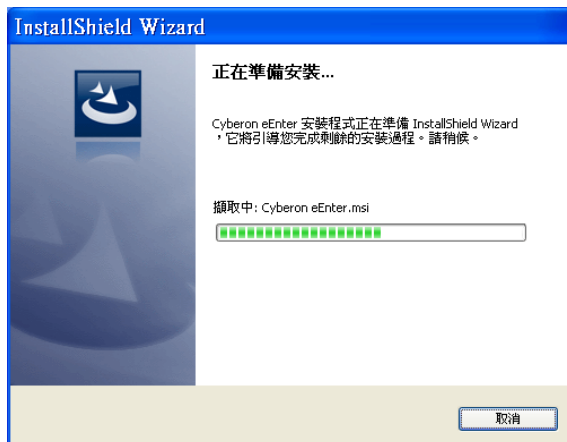 InstallShield Wizard
正在準備安裝...
Cyberon eEnter 安裝程式正在準備 InstallShield Wizard
，它將引導您完成剩餘的安裝過程。請稍候。
擷取中: Cyberon eEnter.msi
取消